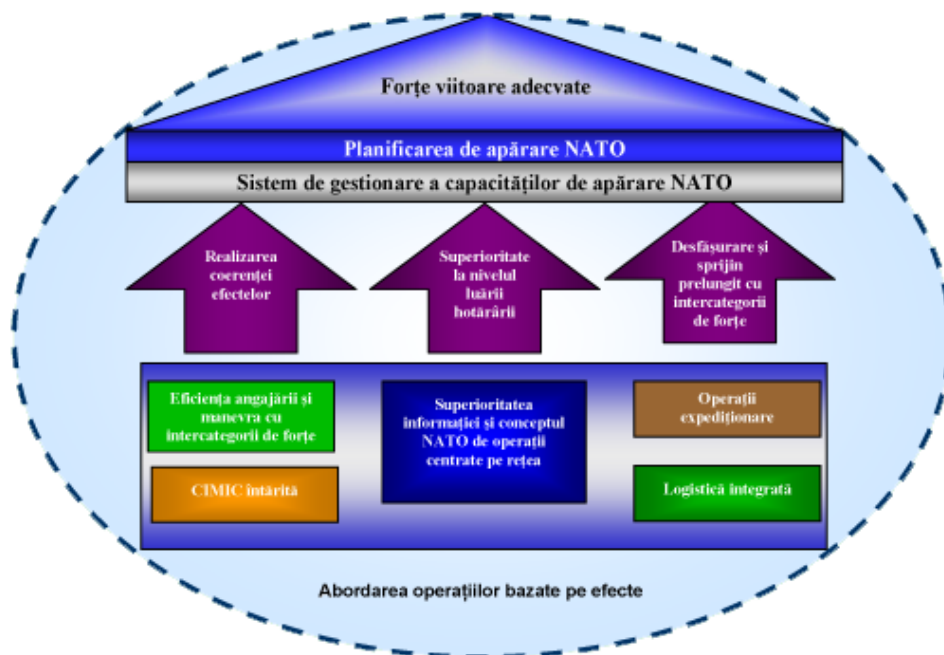 Forțe viitoare adecvate
Planificarea de apărare NATO
Sistem de gestionare a capacităților de apărare NATO
Realizarea
coerenței
efectelor
Superioritate
la nivelul
luării
hotărârii
Desfășurare și
sprijin
prelungit cu
intercategorii
de forțe
Eficiența angajării și
manevra cu
intercategorii de forțe
CIMIC întărită
Superioritatea
informației și conceptul
NATO de operații
centrate pe rețea
Operații
expediționare
Logistică integrată
Abordarea operațiilor bazate pe efecte